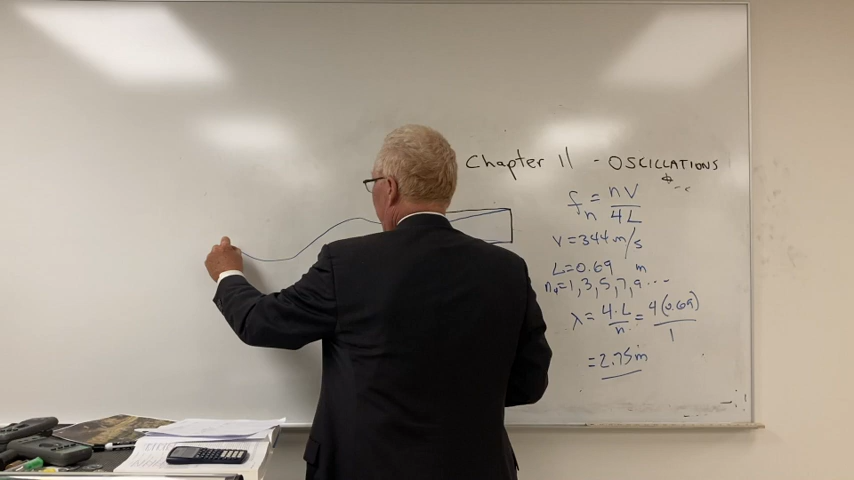 Chapter 11 - OSCILLATIONS
fn = nV/4L
V = 344 m/s
L = 0.69 m
n = 1, 3, 5, 7, 9 ...
λ = 4·L/n = 4(0.69)/1
= 2.75 m